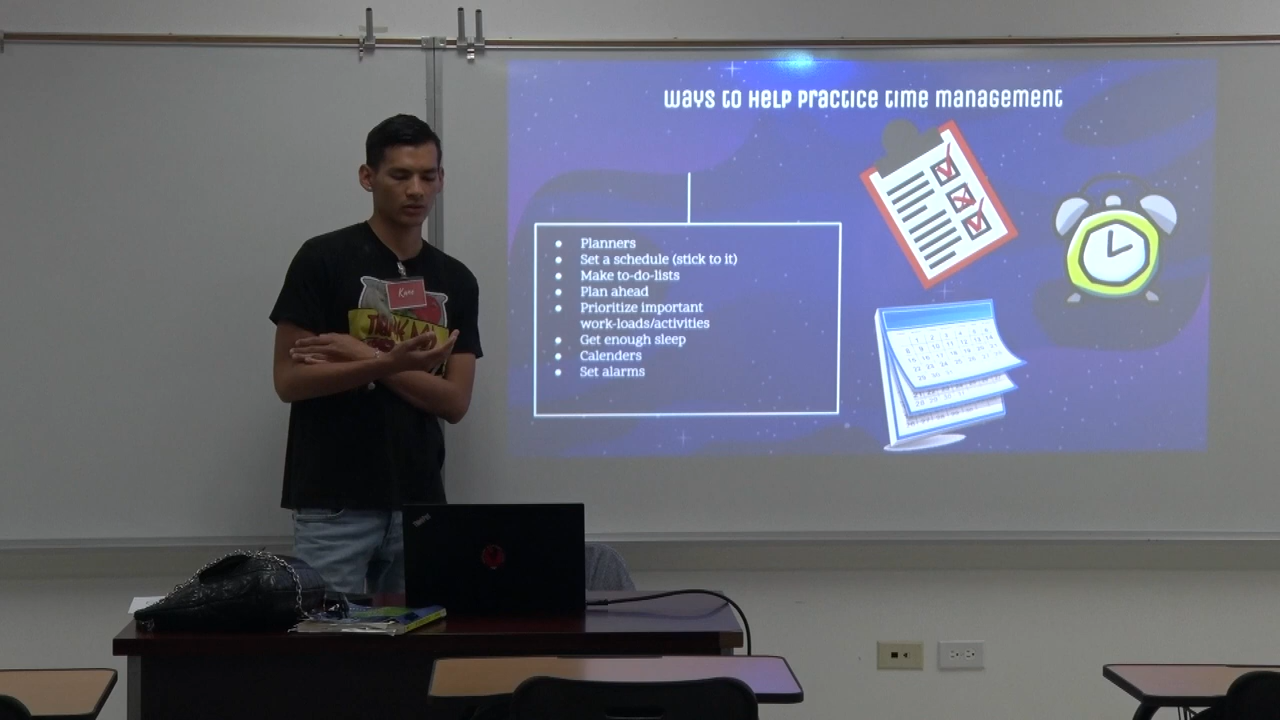 Ways to Help Practice Time Management
Planners
Set a schedule (stick to it)
Make to-do-lists
Plan ahead
Prioritize important
work-loads/activities
Get enough sleep
Calenders
Set alarms
ThinkPad